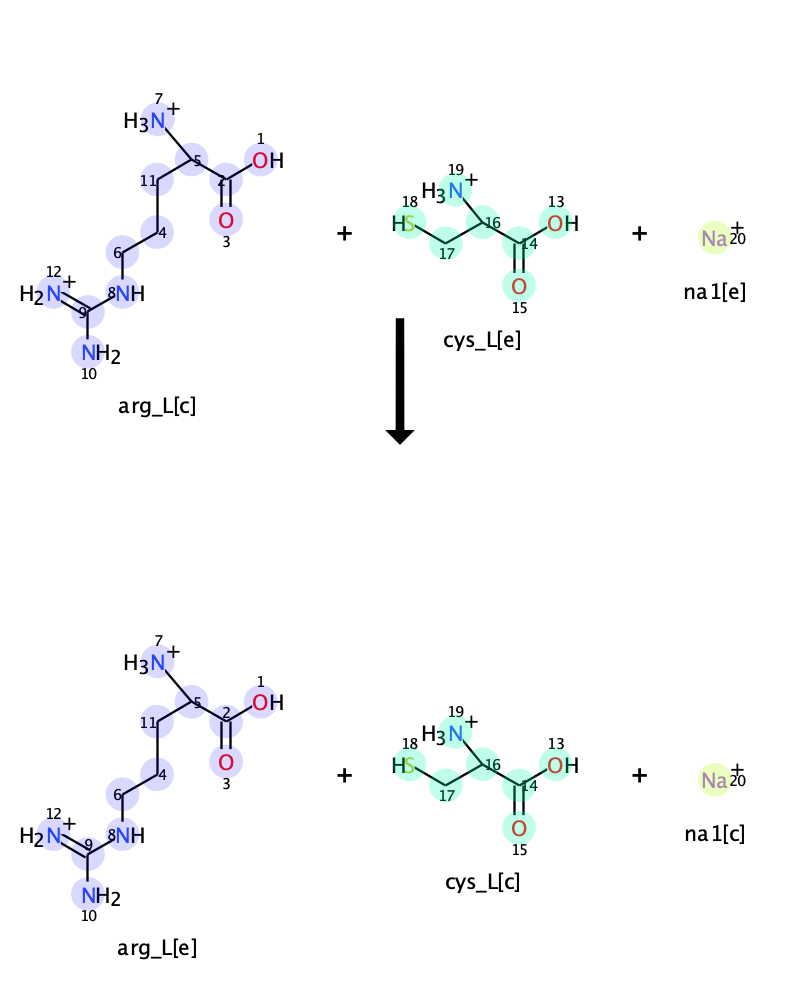 7
H3N+
1
5
2
OH
11
O
3
4
6
12
H2N+
8
NH
9
NH2
10
arg_L[c]
+
19
H3N+
18
HS
16
13
OH
17
14
O
15
cys_L[e]
+
Na+
20
na1[e]
7
H3N+
1
5
2
OH
11
O
3
4
6
12
H2N+
8
NH
9
NH2
10
arg_L[e]
+
19
H3N+
18
HS
16
13
OH
17
14
O
15
cys_L[c]
+
Na+
20
na1[c]